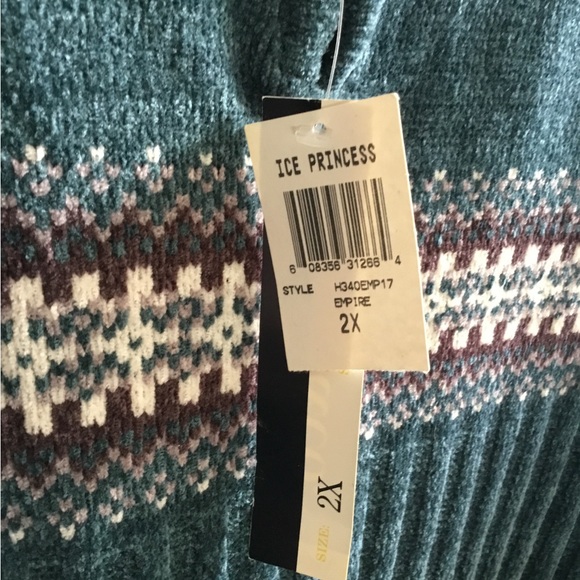 ICE PRINCESS
6 08356 31266 4
STYLE H340EMP17
EMPIRE
2X
SIZE: 2X